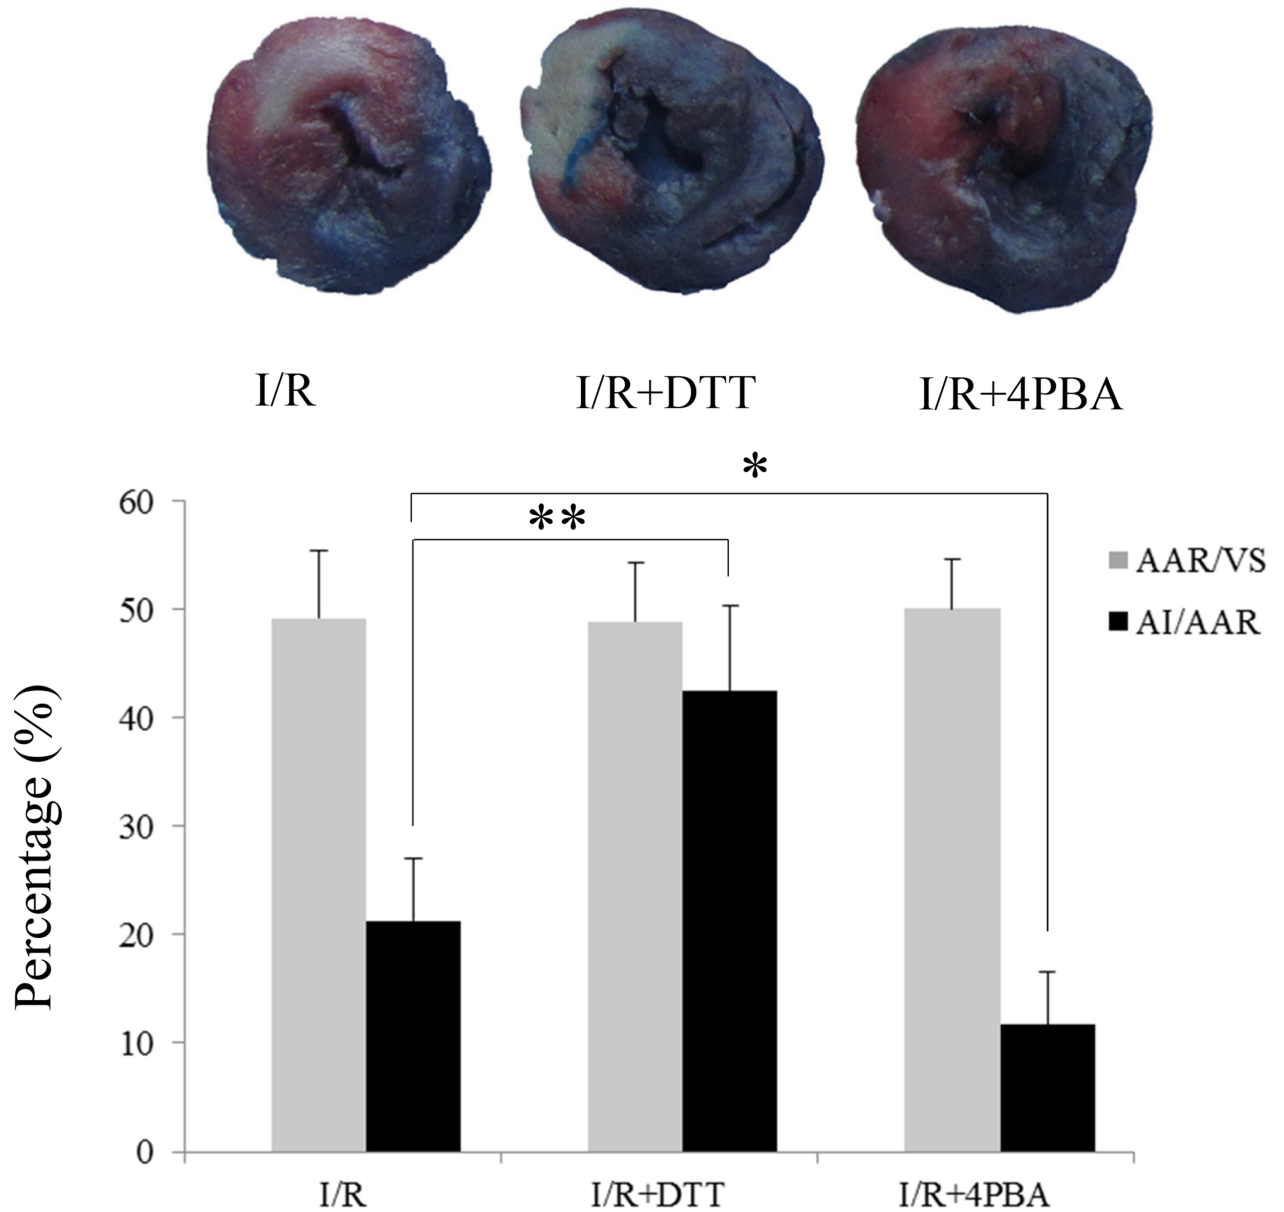 I/R
I/R+DTT
I/R+4PBA
*
**
60
50
40
30
20
10
0
Percentage (%)
AAR/VS
AI/AAR
I/R
I/R+DTT
I/R+4PBA